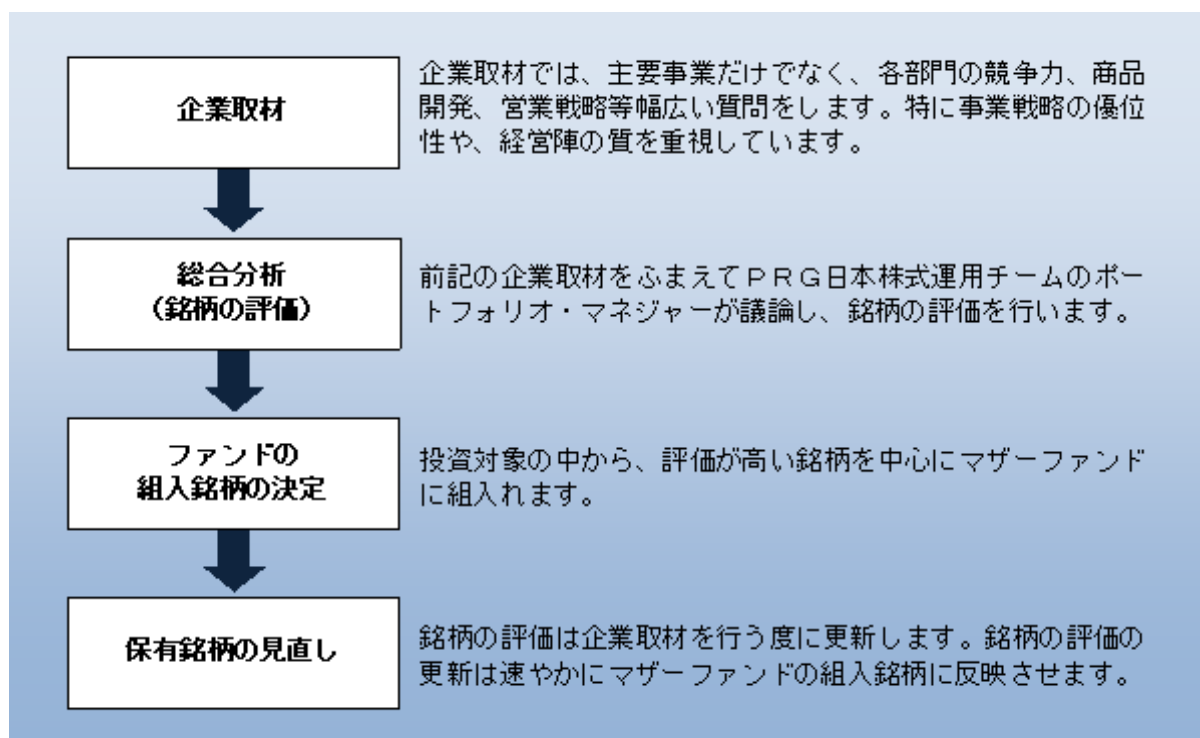 企業取材
企業取材では、主要事業だけでなく、各部門の競争力、商品
開発、営業戦略等幅広い質問をします。特に事業戦略の優位
性や、経営陣の質を重視しています。
総合分析
（銘柄の評価）
前記の企業取材をふまえてＰＲＧ日本株式運用チームのポー
トフォリオ・マネジャーが議論し、銘柄の評価を行います。
ファンドの
組入銘柄の決定
投資対象の中から、評価が高い銘柄を中心にマザーファンド
に組入れます。
保有銘柄の見直し
銘柄の評価は企業取材を行う度に更新します。銘柄の評価の
更新は速やかにマザーファンドの組入銘柄に反映させます。